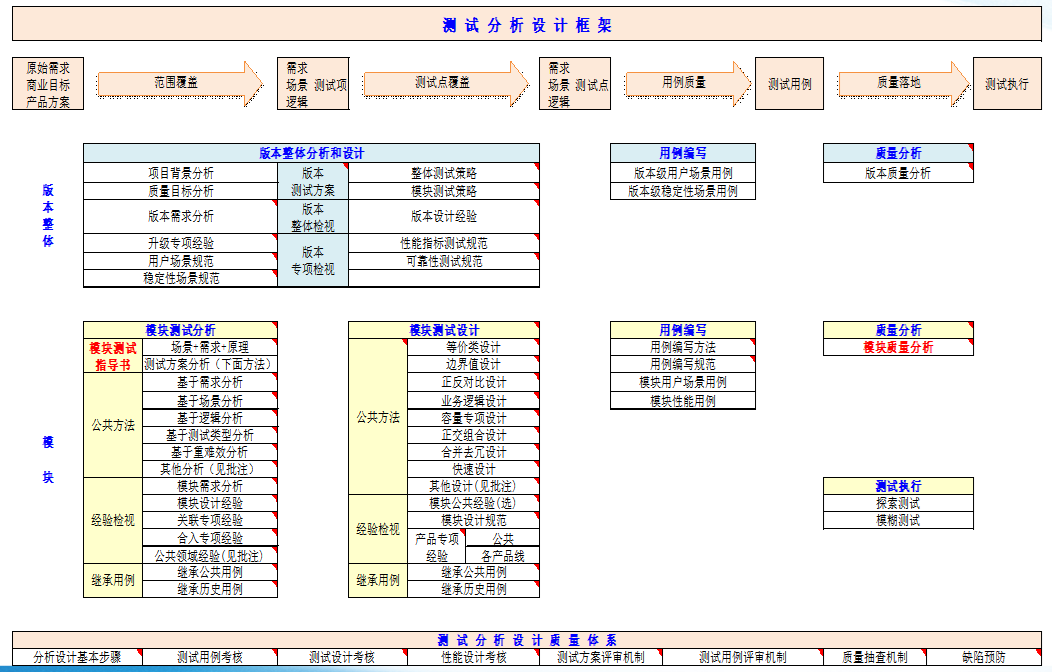 测 试 分 析 设 计 框 架
原始需求
商业目标
产品方案
范围覆盖
需求
场景 测试项
逻辑
测试点覆盖
需求
场景 测试点
逻辑
用例质量
测试用例
质量落地
测试执行
版本整体
版本整体分析和设计
项目背景分析
质量目标分析
版本需求分析
升级专项经验
用户场景规范
稳定性场景规范
版本
测试方案
版本
整体检视
版本
专项检视
整体测试策略
模块测试策略
版本设计经验
性能指标测试规范
可靠性测试规范
用例编写
版本级用户场景用例
版本级稳定性场景用例
质量分析
版本质量分析
模块
模块测试分析
模块测试
指导书
场景+需求+原理
测试方案分析（下面方法）
公共方法
基于需求分析
基于场景分析
基于逻辑分析
基于测试类型分析
基于重难效分析
其他分析（见批注）
经验检视
模块需求分析
模块设计经验
关联专项经验
合入专项经验
公共领域经验(见批注)
继承用例
继承公共用例
继承历史用例
模块测试设计
公共方法
等价类设计
边界值设计
正反对比设计
业务逻辑设计
容量专项设计
正交组合设计
合并去冗设计
快速设计
其他设计(见批注)
经验检视
模块公共经验(选)
模块设计规范
产品专项
经验
公共
各产品线
继承用例
继承公共用例
继承历史用例
用例编写
用例编写方法
用例编写规范
模块用户场景用例
模块性能用例
质量分析
模块质量分析
测试执行
探索测试
模糊测试
测 试 分 析 设 计 质 量 体 系
分析设计基本步骤
测试用例考核
测试设计考核
性能设计考核
测试方案评审机制
测试用例评审机制
质量抽查机制
缺陷预防